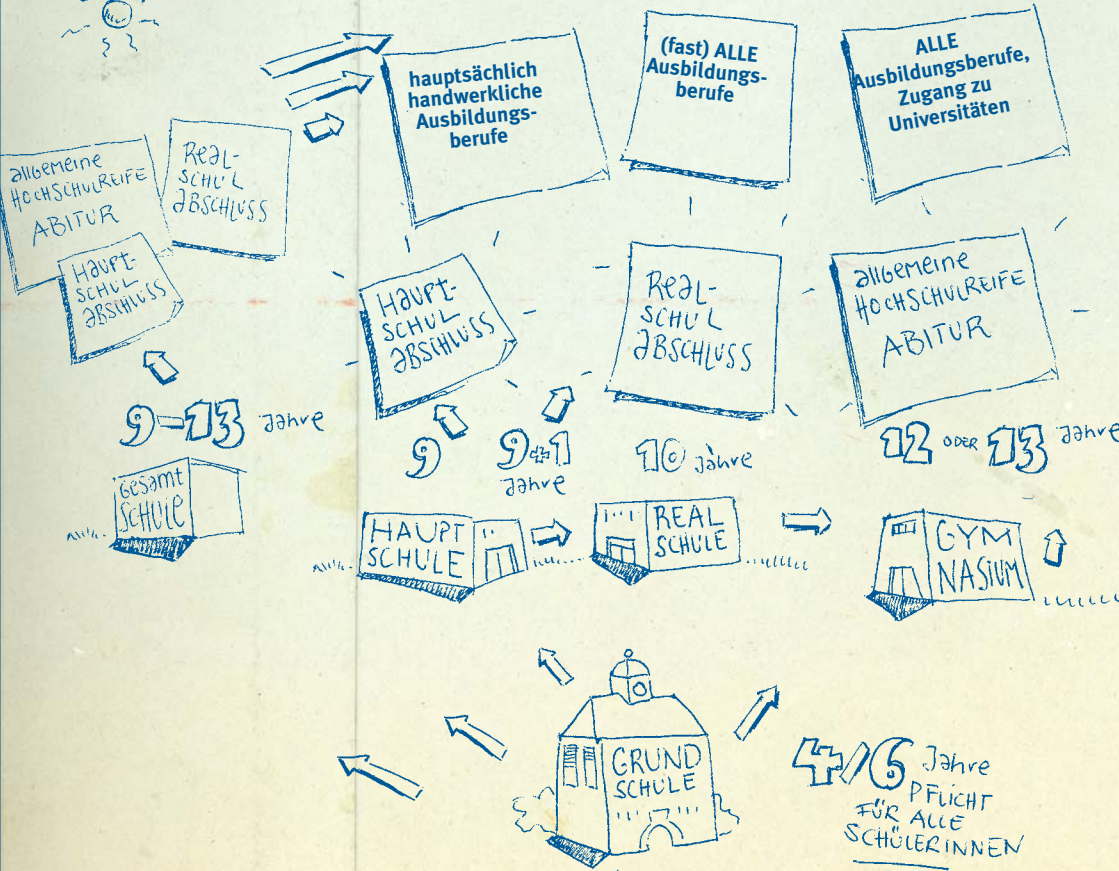 hauptsächlich
handwerkliche
Ausbildungs-
berufe
(fast) ALLE
Ausbildungs-
berufe
ALLE
Ausbildungsberufe,
Zugang zu
Universitäten
allgemeine
HOCHSCHULREIFE
ABITUR
REAL-
SCHUL
ABSCHLUSS
HAUPT-
SCHUL
ABSCHLUSS
HAUPT-
SCHUL
ABSCHLUSS
REAL-
SCHUL
ABSCHLUSS
allgemeine
HOCHSCHULREIFE
ABITUR
9-13 Jahre
9
9+1
Jahre
10 Jahre
12 ODER 13 Jahre
GESAMT
SCHULE
HAUPT
SCHULE
REAL
SCHULE
GYM
NASIUM
GRUND
SCHULE
4/6 Jahre
PFLICHT
FÜR ALLE
SCHÜLERINNEN